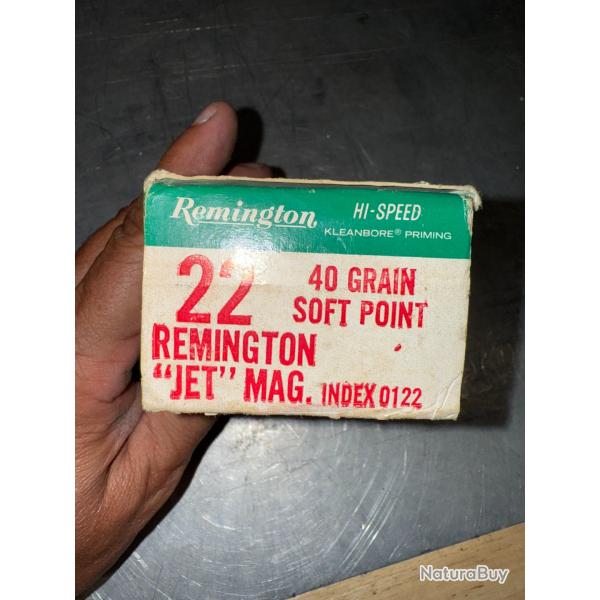 Remington HI-SPEED
KLEANBORE® PRIMING
22 40 GRAIN
SOFT POINT
REMINGTON
"JET" MAG. INDEX 0122
NaturaBuy